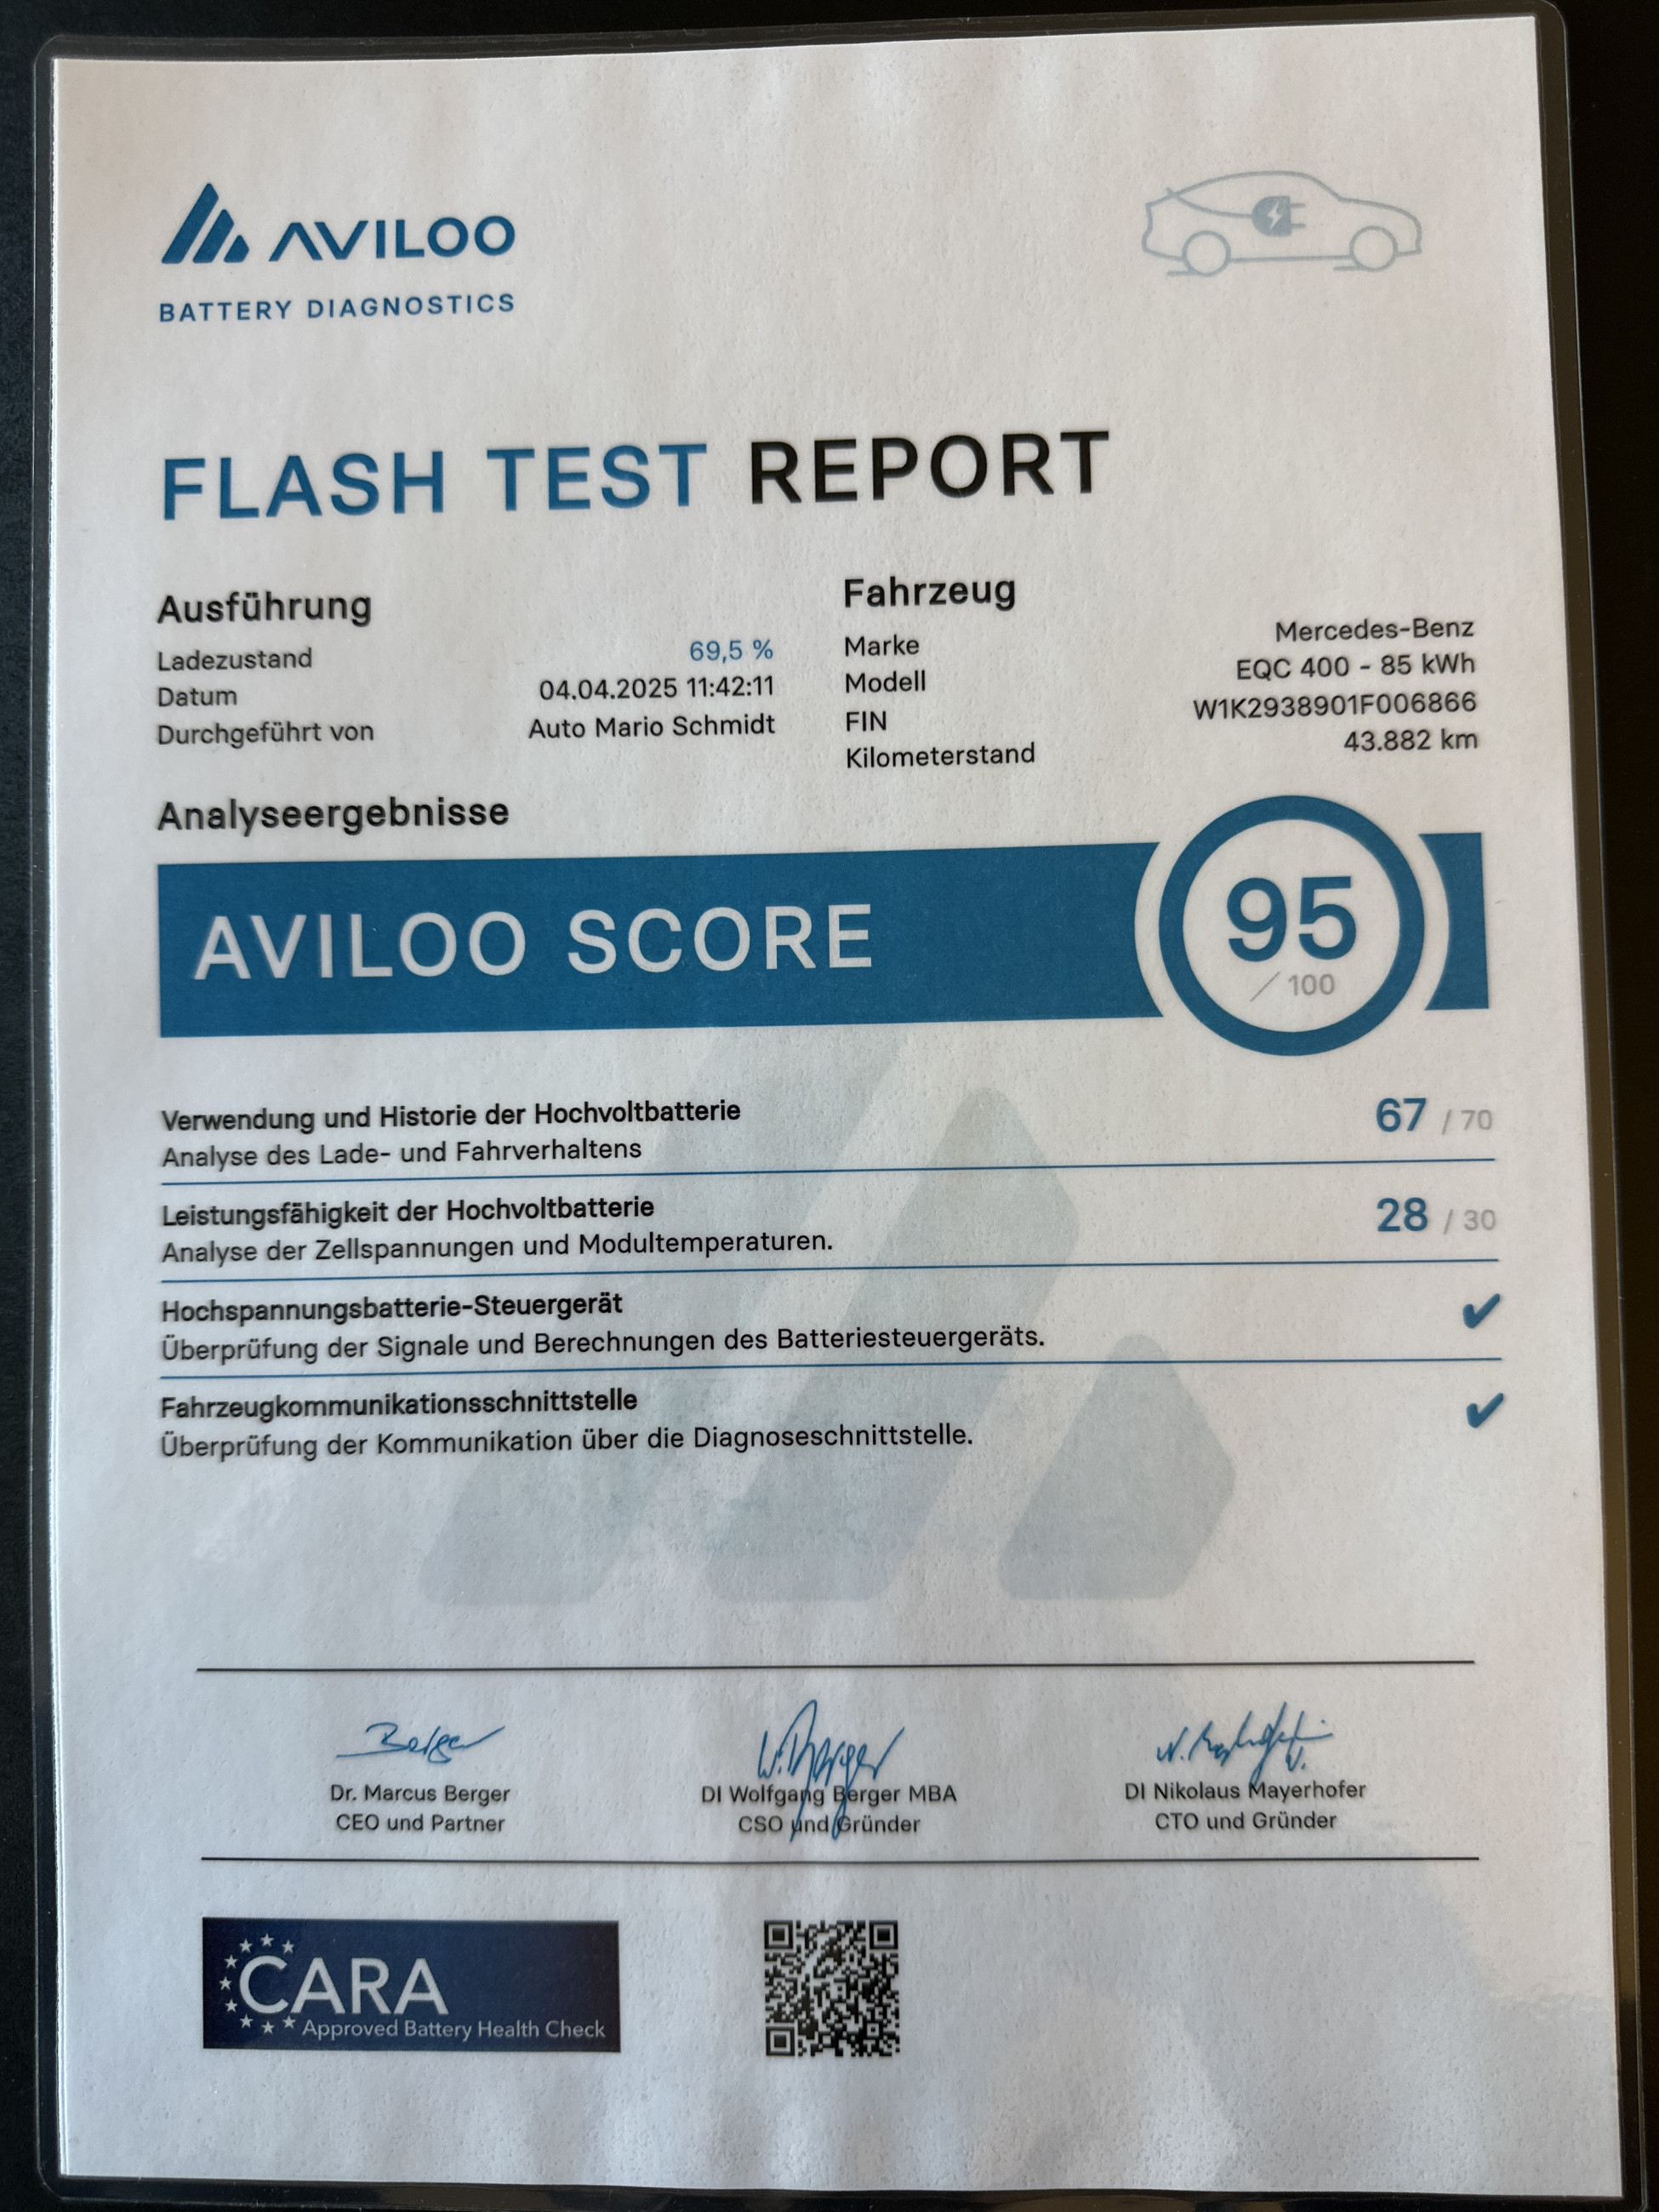 AVILOO
BATTERY DIAGNOSTICS
FLASH TEST REPORT
Ausführung
Ladezustand 69,5 %
Datum 04.04.2025 11:42:11
Durchgeführt von Auto Mario Schmidt
Fahrzeug
Marke Mercedes-Benz
Modell EQC 400 - 85 kWh
FIN W1K2938901F006866
Kilometerstand 43.882 km
Analyseergebnisse
AVILOO SCORE 95 / 100
Verwendung und Historie der Hochvoltbatterie 67 / 70
Analyse des Lade- und Fahrverhaltens
Leistungsfähigkeit der Hochvoltbatterie 28 / 30
Analyse der Zellspannungen und Modultemperaturen.
Hochspannungsbatterie-Steuergerät ✔
Überprüfung der Signale und Berechnungen des Batteriesteuergeräts.
Fahrzeugkommunikationsschnittstelle ✔
Überprüfung der Kommunikation über die Diagnoseschnittstelle.
Berger
W. Berger
Dr. Marcus Berger
CEO und Partner
DI Wolfgang Berger MBA
CSO und Gründer
DI Nikolaus Mayerhofer
CTO und Gründer
CARA
Approved Battery Health Check